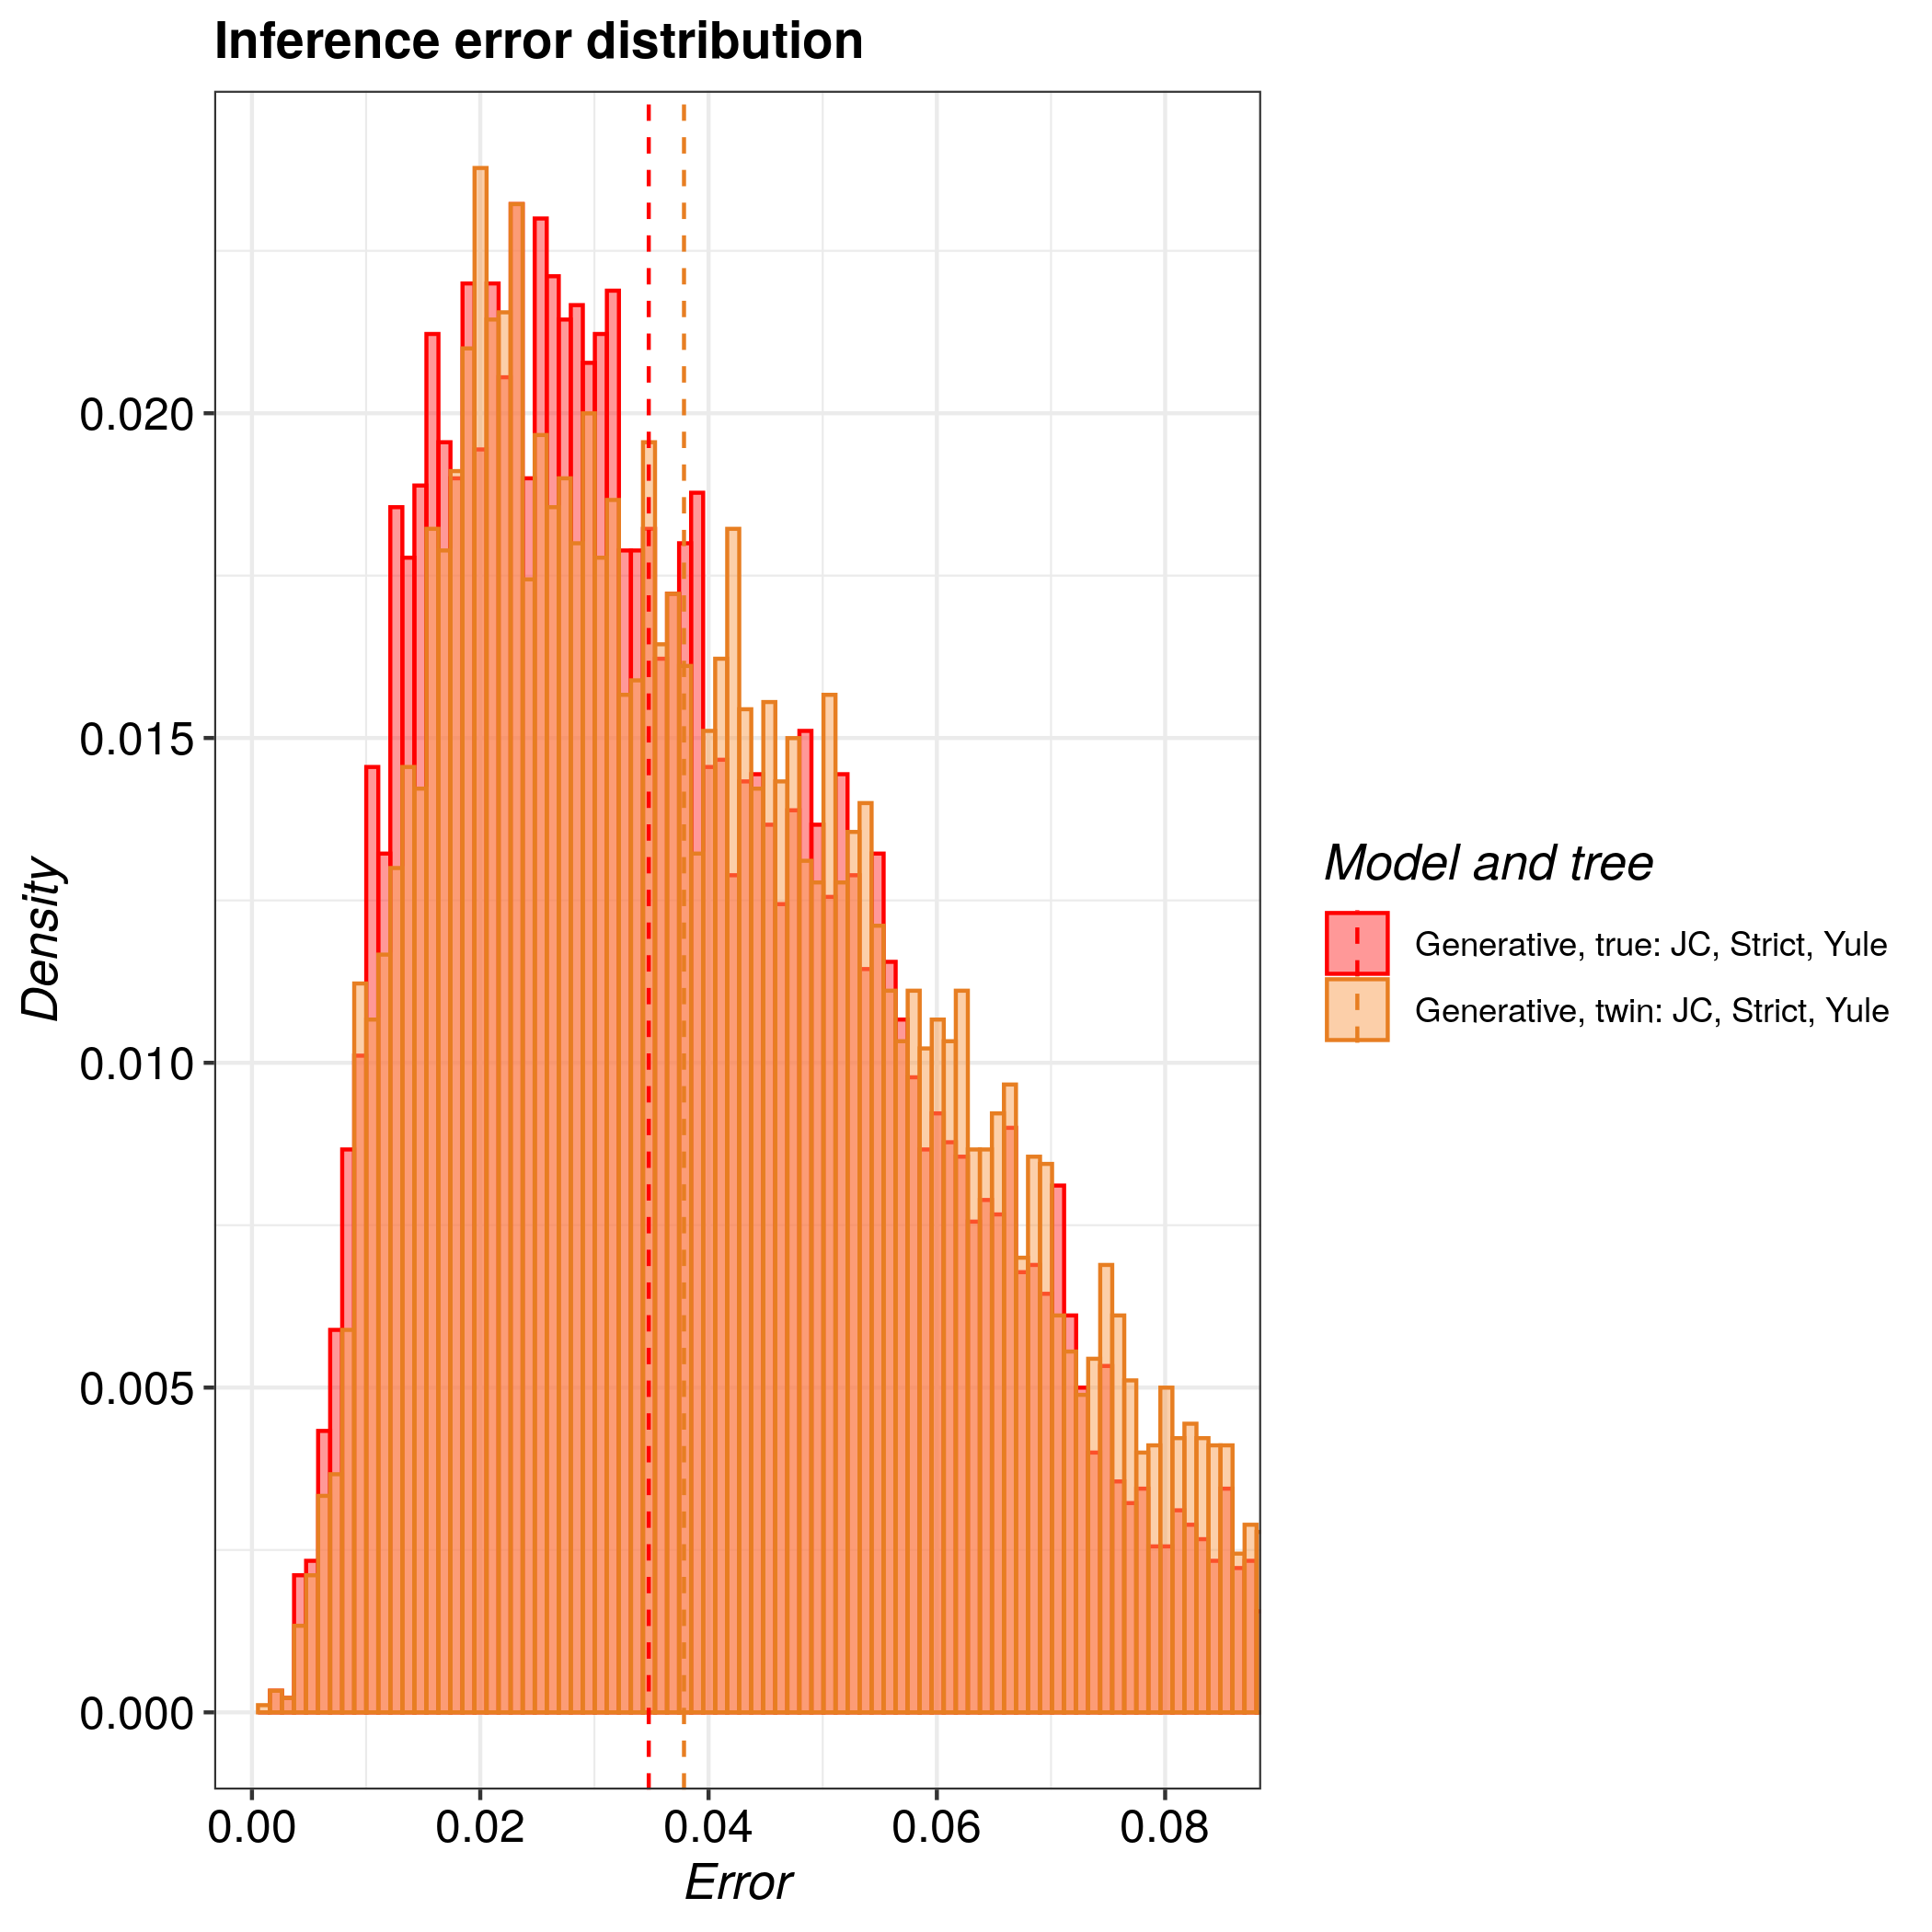 Inference error distribution
Density
0.020
0.015
0.010
0.005
0.000
0.00 0.02 0.04 0.06 0.08
Error
Model and tree
Generative, true: JC, Strict, Yule
Generative, twin: JC, Strict, Yule